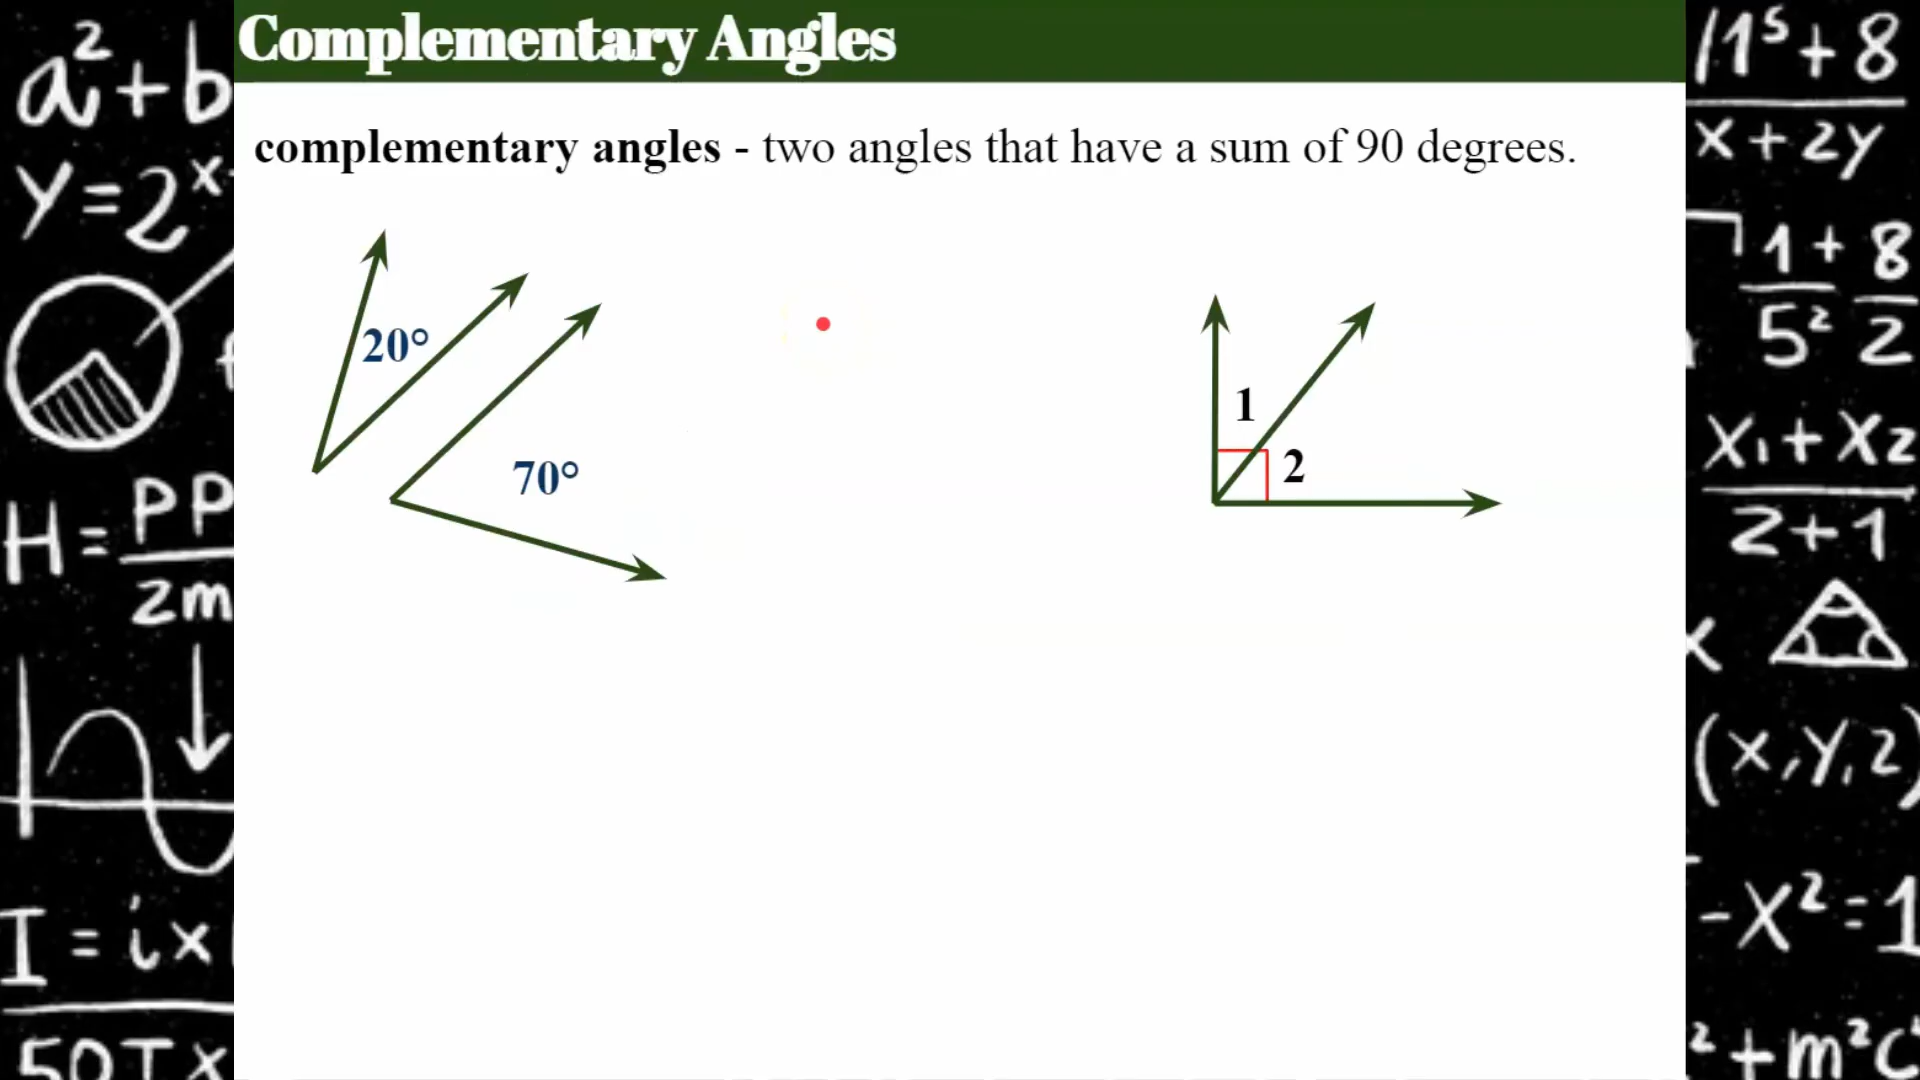 Complementary Angles
complementary angles - two angles that have a sum of 90 degrees.
20°
70°
1
2
a²+b
y=2ˣ
H=PP/2m
I=ix
50Tx
1⁵+8
x+2y
1+8
5² 2
X₁+X₂
2+1
x
(x,y,2)
-x²=1
²+m²c